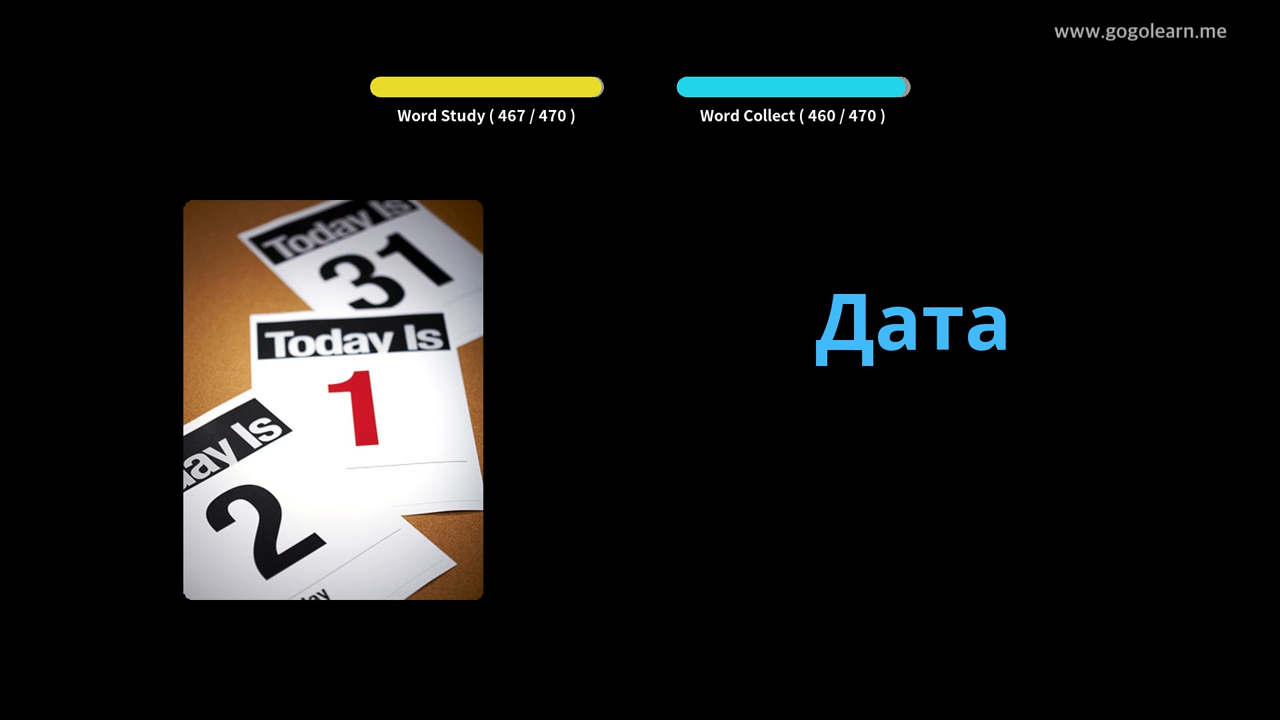 www.gogolearn.me
Word Study ( 467 / 470 )
Word Collect ( 460 / 470 )
Today Is
31
Today Is
1
Дата
ay Is
2